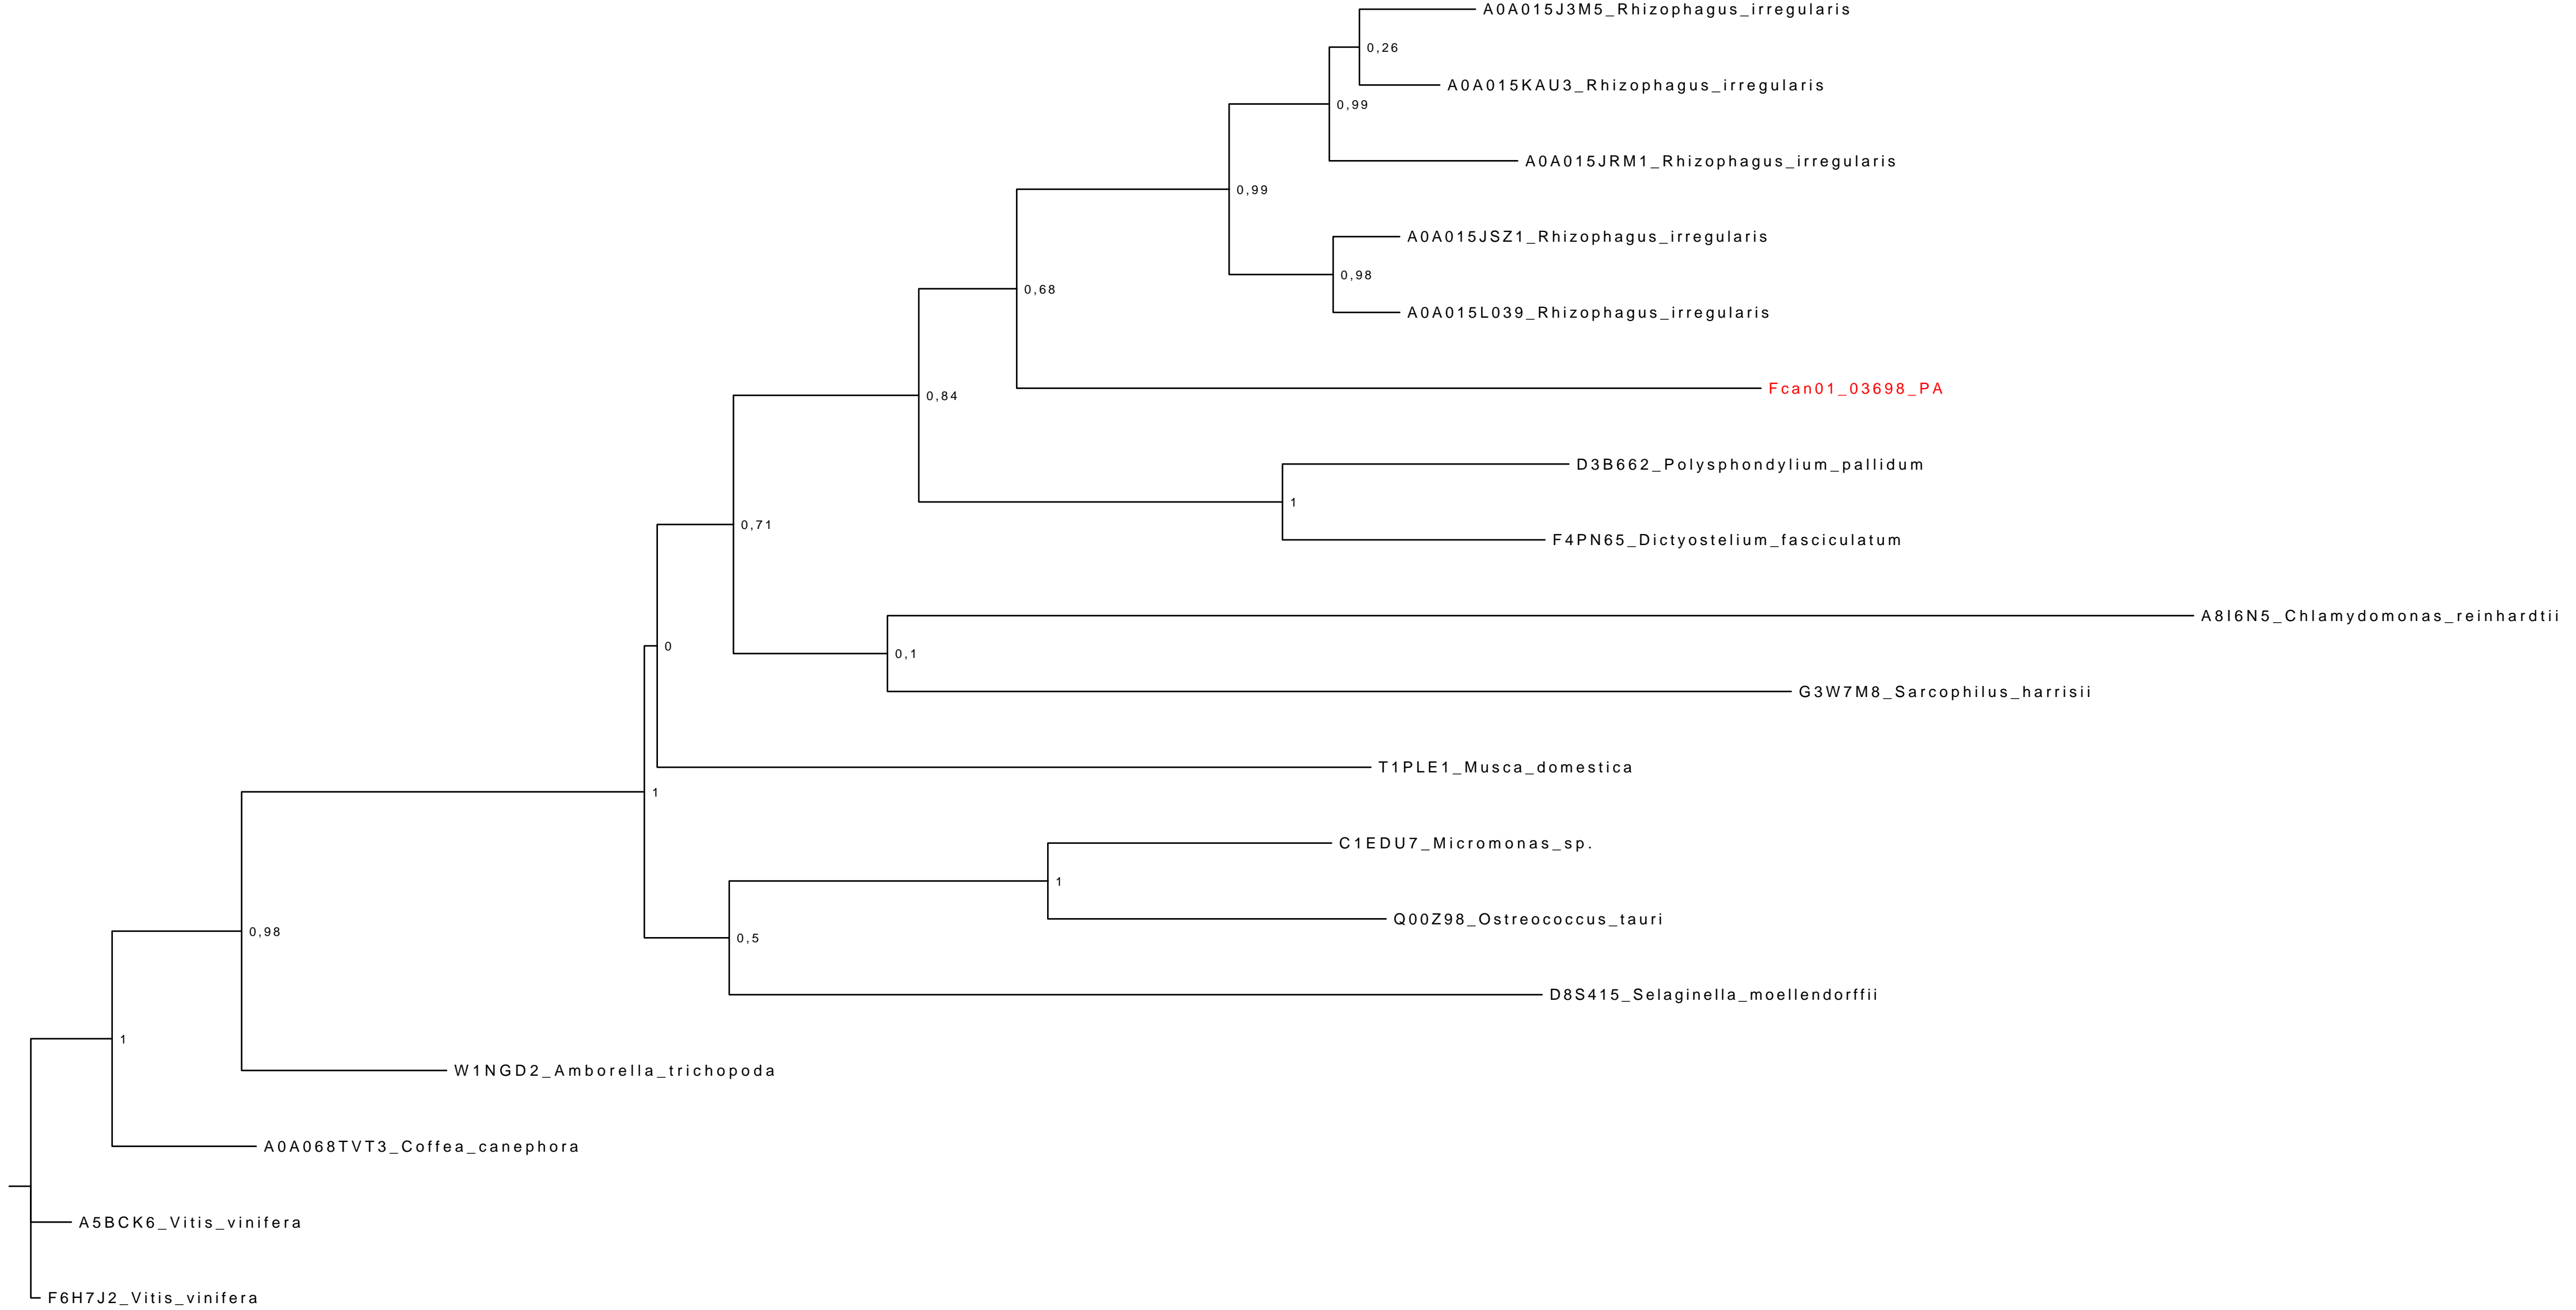 A0A015J3M5_Rhizophagus_irregularis
0,26
A0A015KAU3_Rhizophagus_irregularis
0,99
A0A015JRM1_Rhizophagus_irregularis
0,99
A0A015JSZ1_Rhizophagus_irregularis
0,98
0,68
A0A015L039_Rhizophagus_irregularis
Fcan01_03698_PA
0,84
D3B662_Polysphondylium_pallidum
1
0,71
F4PN65_Dictyostelium_fasciculatum
A8I6N5_Chlamydomonas_reinhardtii
0
0,1
G3W7M8_Sarcophilus_harrisii
T1PLE1_Musca_domestica
1
C1EDU7_Micromonas_sp.
1
Q00Z98_Ostreococcus_tauri
0,98
0,5
D8S415_Selaginella_moellendorffii
1
W1NGD2_Amborella_trichopoda
A0A068TVT3_Coffea_canephora
A5BCK6_Vitis_vinifera
F6H7J2_Vitis_vinifera